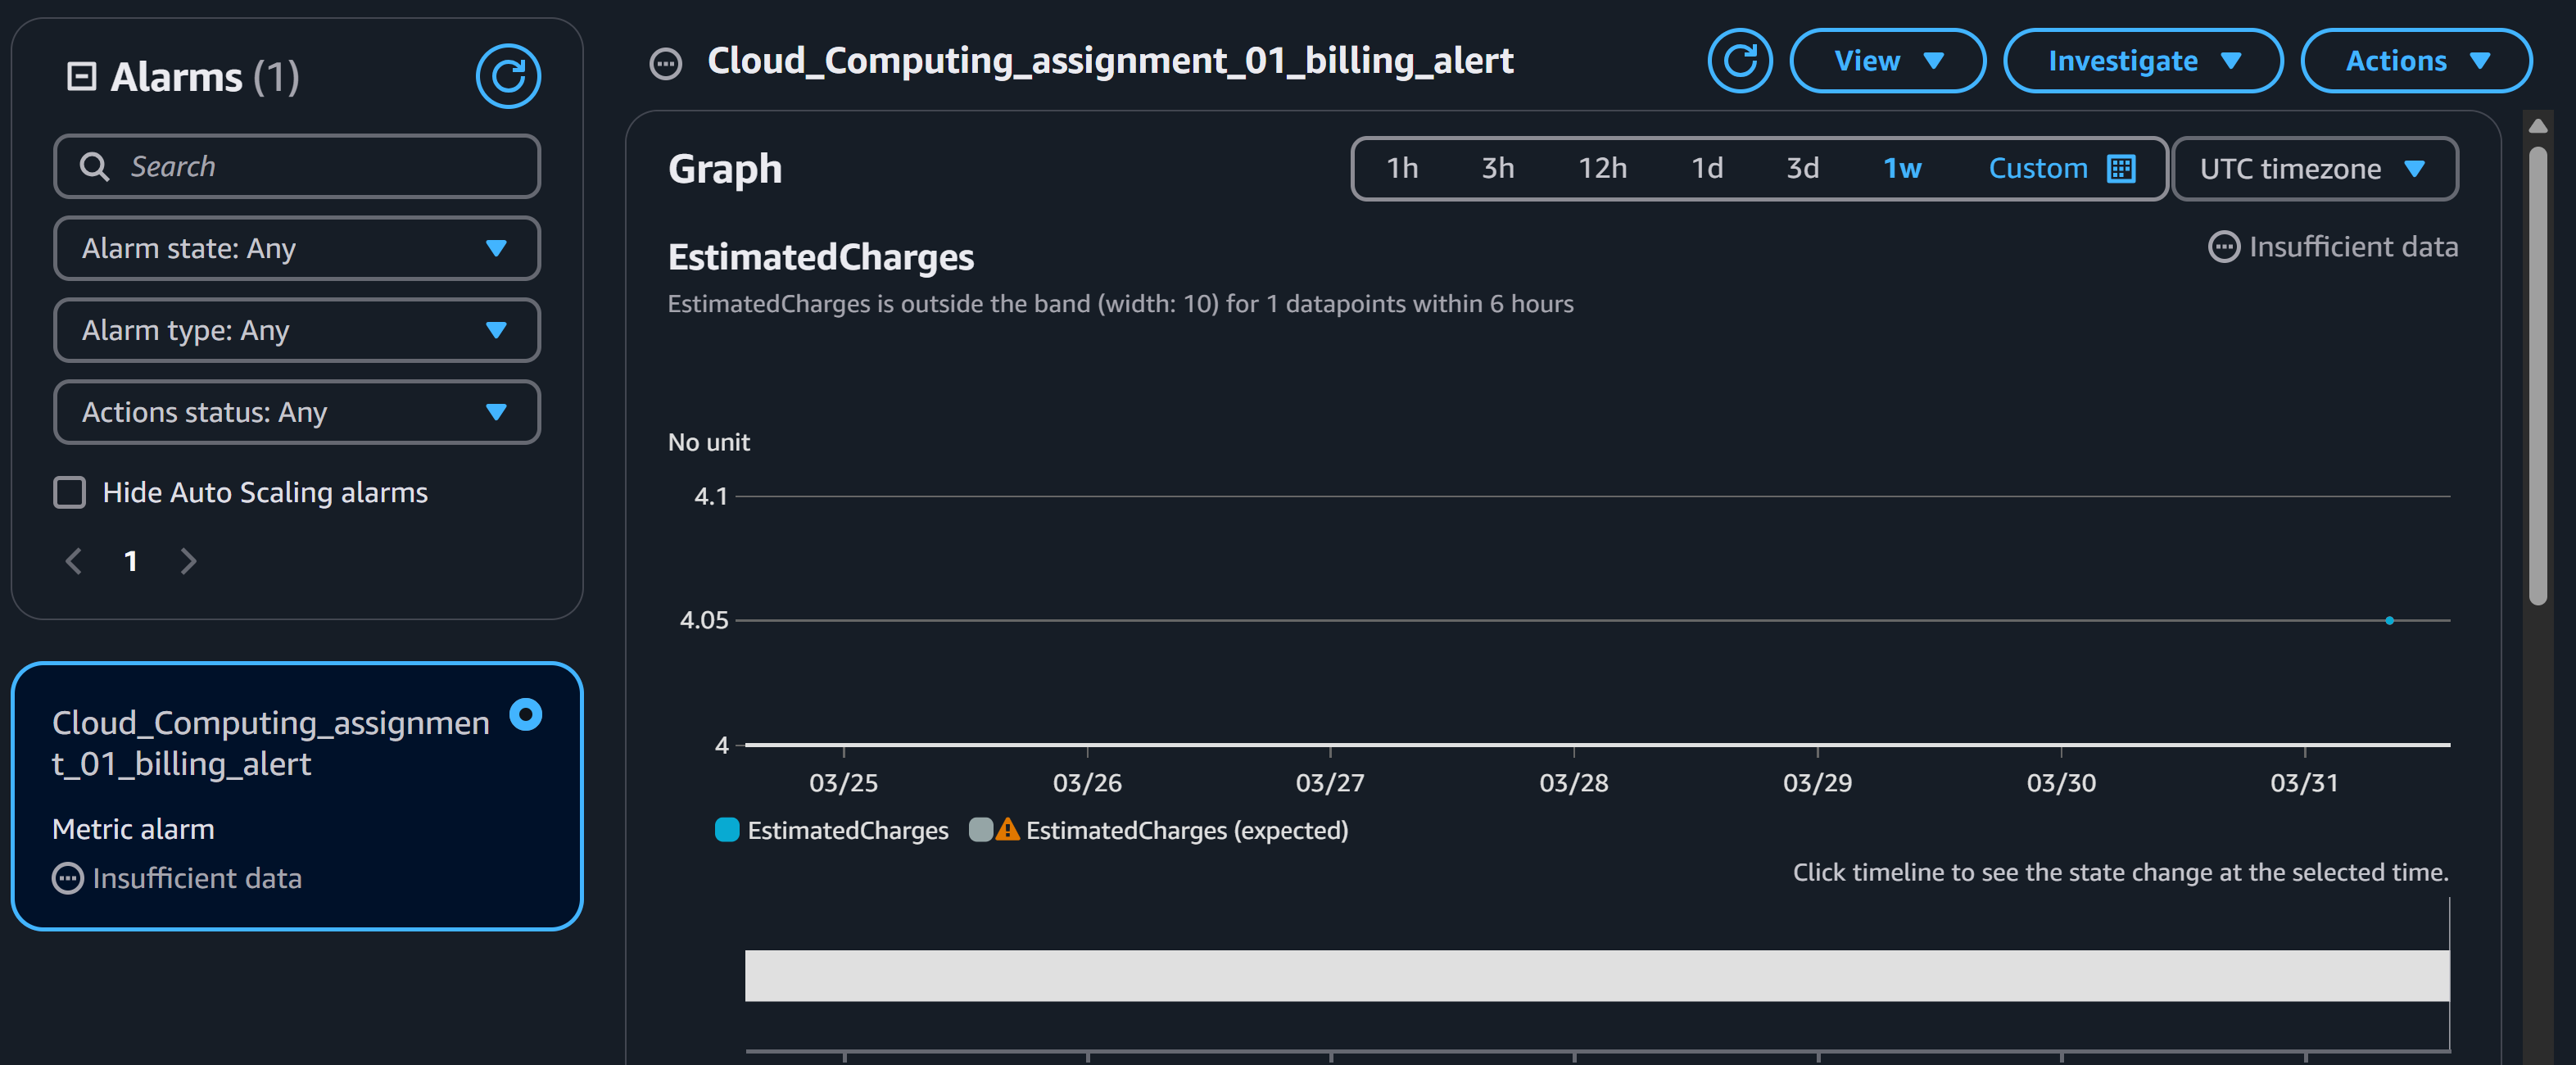 Alarms (1)
Search
Alarm state: Any
Alarm type: Any
Actions status: Any
Hide Auto Scaling alarms
1
Cloud_Computing_assignmen
t_01_billing_alert
Metric alarm
Insufficient data
Cloud_Computing_assignment_01_billing_alert
View
Investigate
Actions
Graph
1h 3h 12h 1d 3d 1w Custom
UTC timezone
EstimatedCharges
Insufficient data
EstimatedCharges is outside the band (width: 10) for 1 datapoints within 6 hours
No unit
4.1
4.05
4
03/25 03/26 03/27 03/28 03/29 03/30 03/31
EstimatedCharges EstimatedCharges (expected)
Click timeline to see the state change at the selected time.